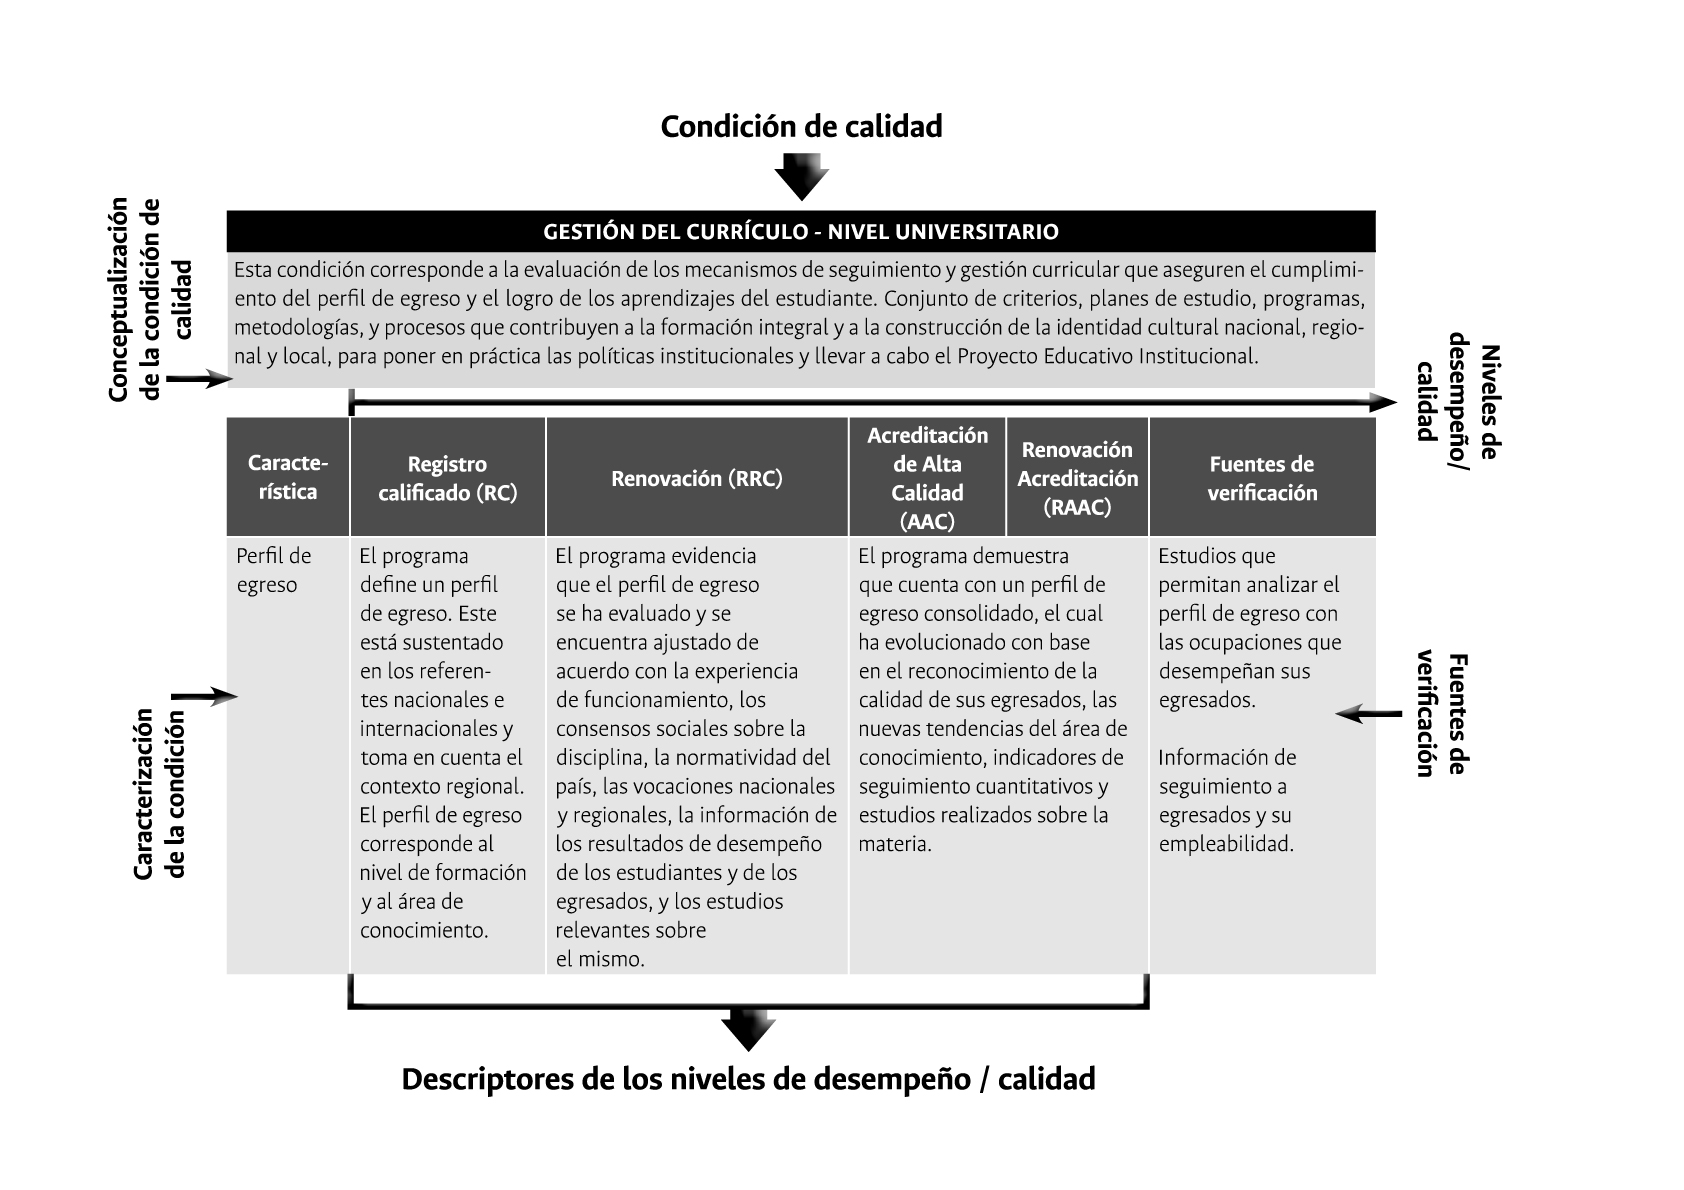 Condición de calidad
Conceptualización
de la condición de
calidad
GESTIÓN DEL CURRÍCULO - NIVEL UNIVERSITARIO
Esta condición corresponde a la evaluación de los mecanismos de seguimiento y gestión curricular que aseguren el cumplimi-
ento del perfil de egreso y el logro de los aprendizajes del estudiante. Conjunto de criterios, planes de estudio, programas,
metodologías, y procesos que contribuyen a la formación integral y a la construcción de la identidad cultural nacional, regio-
nal y local, para poner en práctica las políticas institucionales y llevar a cabo el Proyecto Educativo Institucional.
Niveles de
desempeño/
calidad
Caracte-
rística
Registro
calificado (RC)
Renovación (RRC)
Acreditación
de Alta
Calidad
(AAC)
Renovación
Acreditación
(RAAC)
Fuentes de
verificación
Caracterización
de la condición
Perfil de
egreso
El programa
define un perfil
de egreso. Este
está sustentado
en los referen-
tes nacionales e
internacionales y
toma en cuenta el
contexto regional.
El perfil de egreso
corresponde al
nivel de formación
y al área de
conocimiento.
El programa evidencia
que el perfil de egreso
se ha evaluado y se
encuentra ajustado de
acuerdo con la experiencia
de funcionamiento, los
consensos sociales sobre la
disciplina, la normatividad del
país, las vocaciones nacionales
y regionales, la información de
los resultados de desempeño
de los estudiantes y de los
egresados, y los estudios
relevantes sobre
el mismo.
El programa demuestra
que cuenta con un perfil de
egreso consolidado, el cual
ha evolucionado con base
en el reconocimiento de la
calidad de sus egresados, las
nuevas tendencias del área de
conocimiento, indicadores de
seguimiento cuantitativos y
estudios realizados sobre la
materia.
Estudios que
permitan analizar el
perfil de egreso con
las ocupaciones que
desempeñan sus
egresados.
Información de
seguimiento a
egresados y su
empleabilidad.
Fuentes de
verificación
Descriptores de los niveles de desempeño / calidad